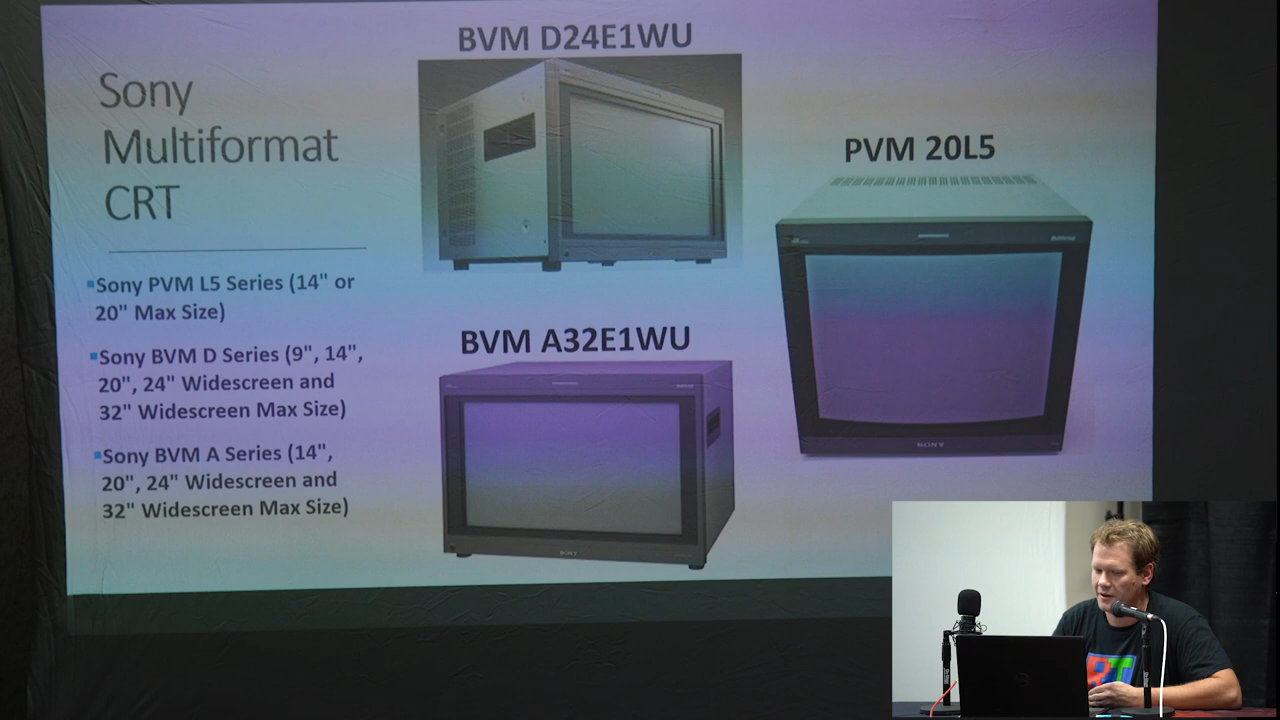 Sony
Multiformat
CRT
▪Sony PVM L5 Series (14" or
20" Max Size)
▪Sony BVM D Series (9", 14",
20", 24" Widescreen and
32" Widescreen Max Size)
▪Sony BVM A Series (14",
20", 24" Widescreen and
32" Widescreen Max Size)
BVM D24E1WU
BVM A32E1WU
SONY
PVM 20L5
SONY